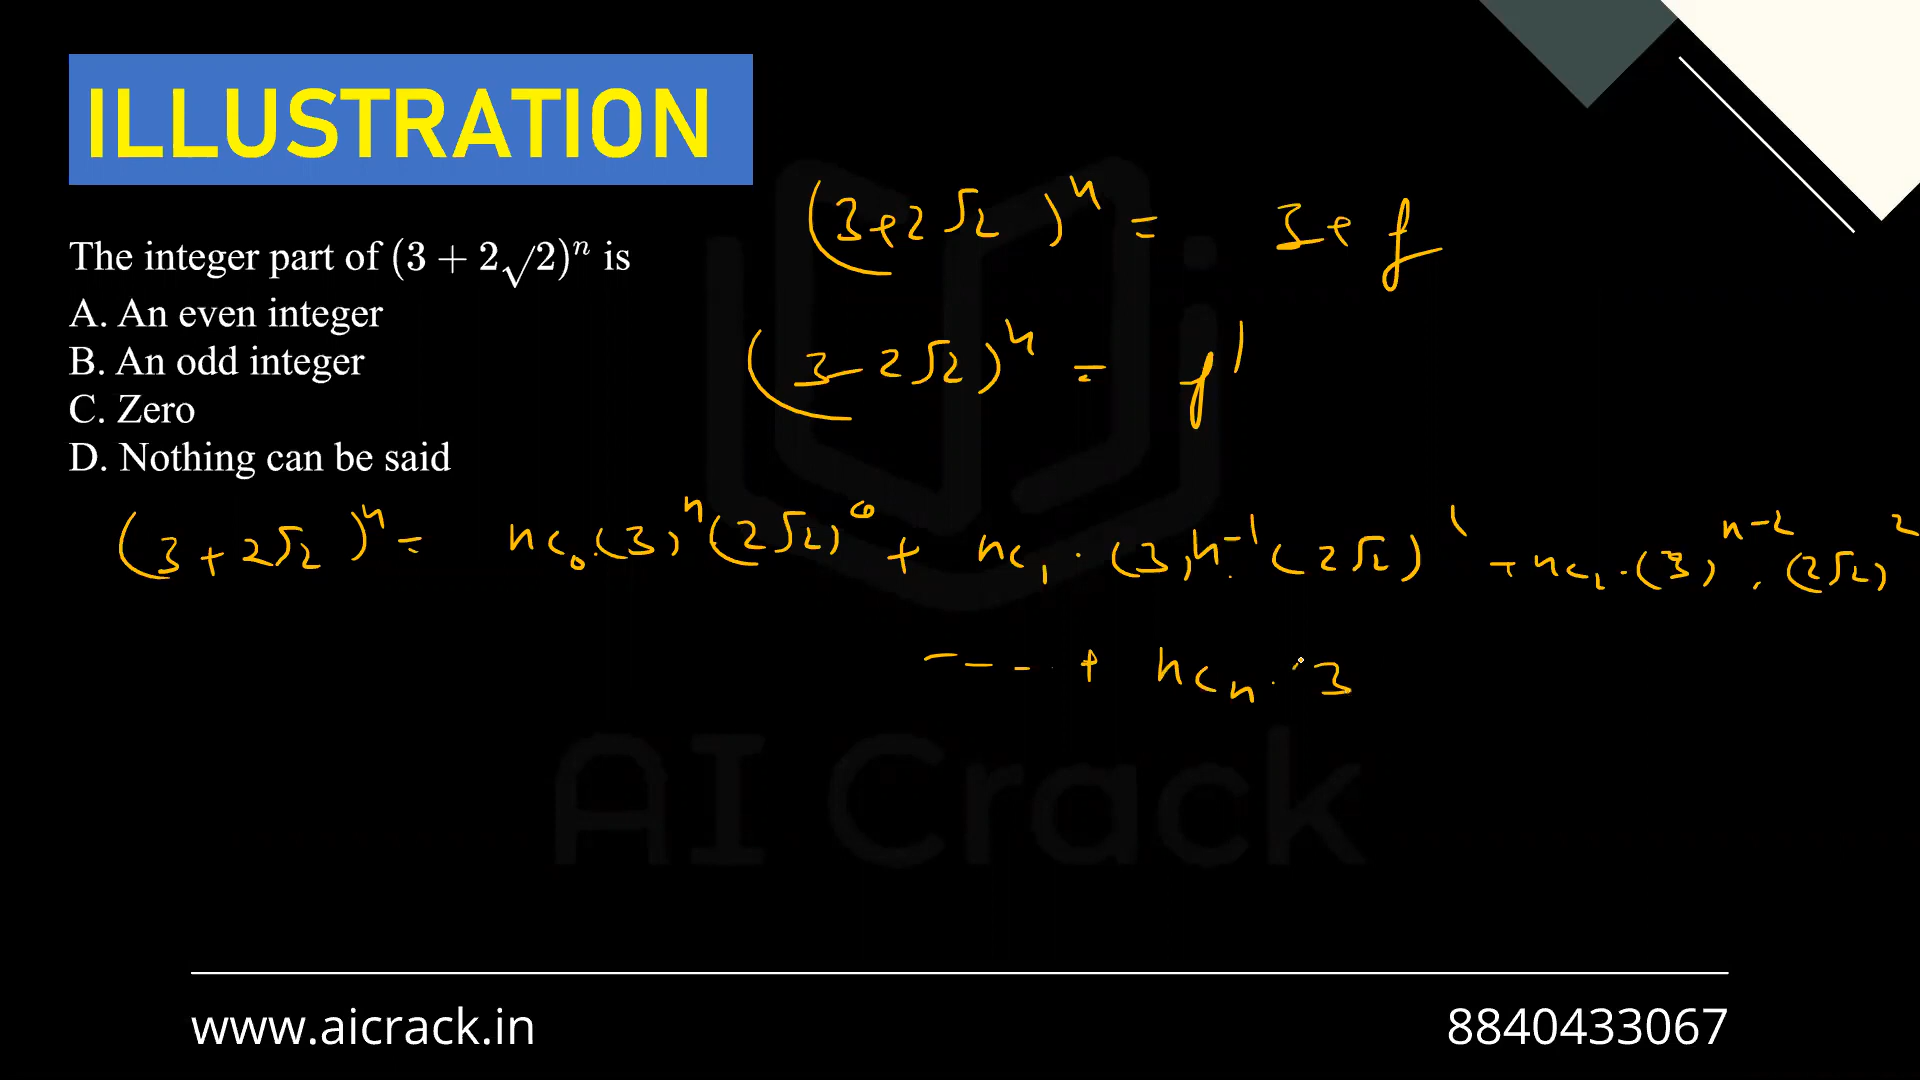 ILLUSTRATION
The integer part of (3 + 2√2)ⁿ is
A. An even integer
B. An odd integer
C. Zero
D. Nothing can be said
(3+2√2)ⁿ = I+f
(3-2√2)ⁿ = f'
(3+2√2)ⁿ = nc₀.(3)ⁿ(2√2)⁰ + nc₁.(3)ⁿ⁻¹(2√2)¹ + nc₂.(3)ⁿ⁻².(2√2)²
---- + ncₙ. 3
AI Crack
www.aicrack.in
8840433067